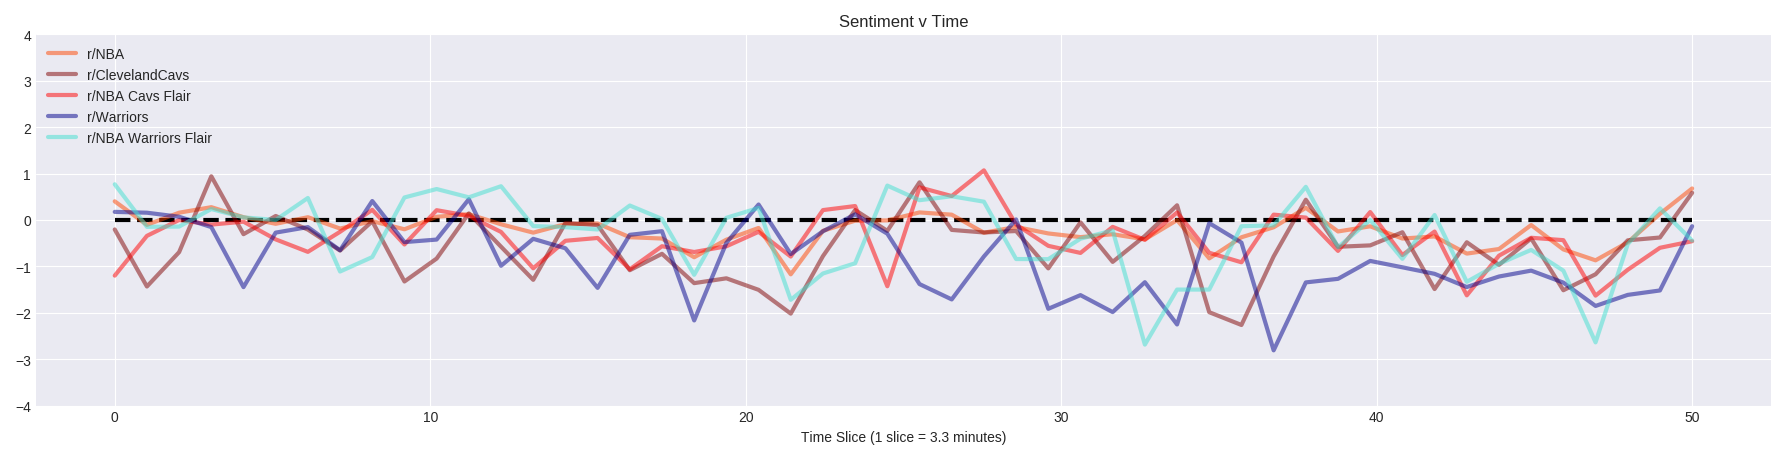 Sentiment v Time
4
3
2
1
0
−1
−2
−3
−4
r/NBA
r/ClevelandCavs
r/NBA Cavs Flair
r/Warriors
r/NBA Warriors Flair
0 10 20 30 40 50
Time Slice (1 slice = 3.3 minutes)